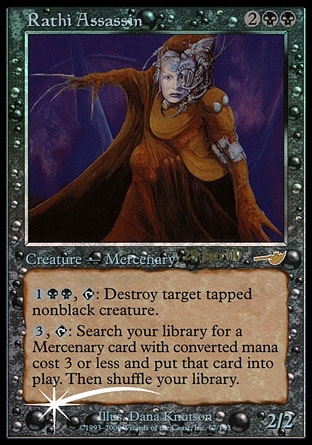 Rathi Assassin 2
Creature — Mercenary
1, : Destroy target tapped
nonblack creature.
3, : Search your library for a
Mercenary card with converted mana
cost 3 or less and put that card into
play. Then shuffle your library.
Illus. Dana Knutson
2/2